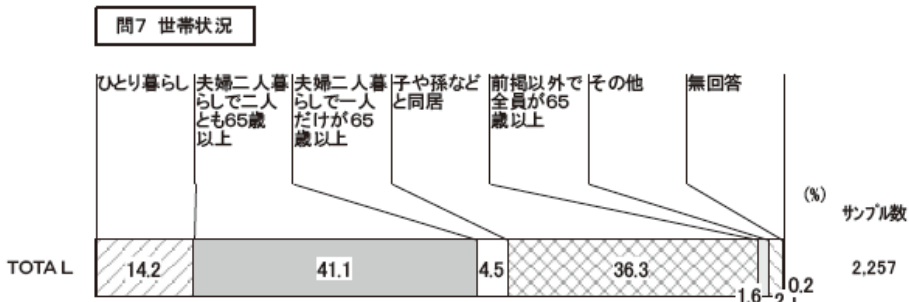 問7 世帯状況
ひとり暮らし
夫婦二人暮
らしで二人
とも65歳
以上
夫婦二人暮
らしで一人
だけが65
歳以上
子や孫など
と同居
前掲以外で
全員が65
歳以上
その他
無回答
(%)
サンプル数
TOTAL
14.2
41.1
4.5
36.3
1.6
0.2
2,257